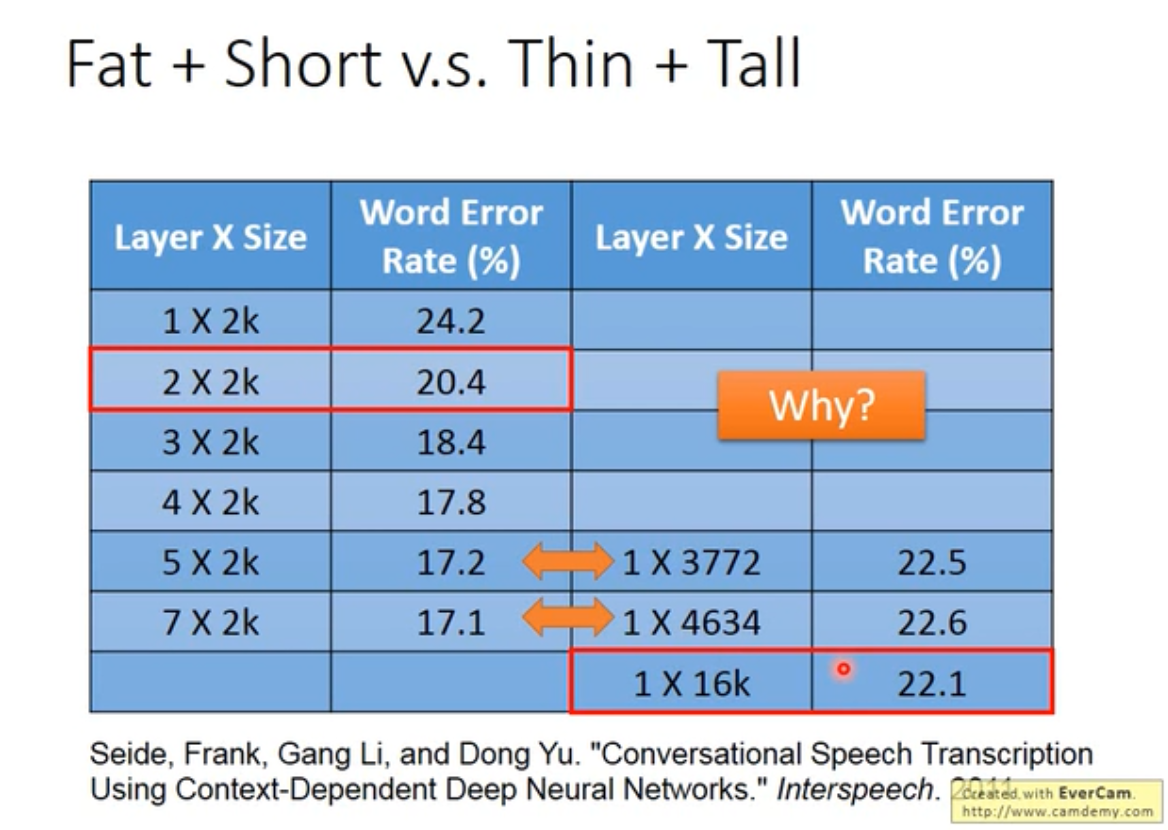 Fat + Short v.s. Thin + Tall
Layer X Size Word Error Rate (%) Layer X Size Word Error Rate (%)
1 X 2k 24.2
2 X 2k 20.4
Why?
3 X 2k 18.4
4 X 2k 17.8
5 X 2k 17.2 1 X 3772 22.5
7 X 2k 17.1 1 X 4634 22.6
1 X 16k 22.1
Seide, Frank, Gang Li, and Dong Yu. "Conversational Speech Transcription
Using Context-Dependent Deep Neural Networks." Interspeech. 2011.
Created with EverCam.
http://www.camdemy.com